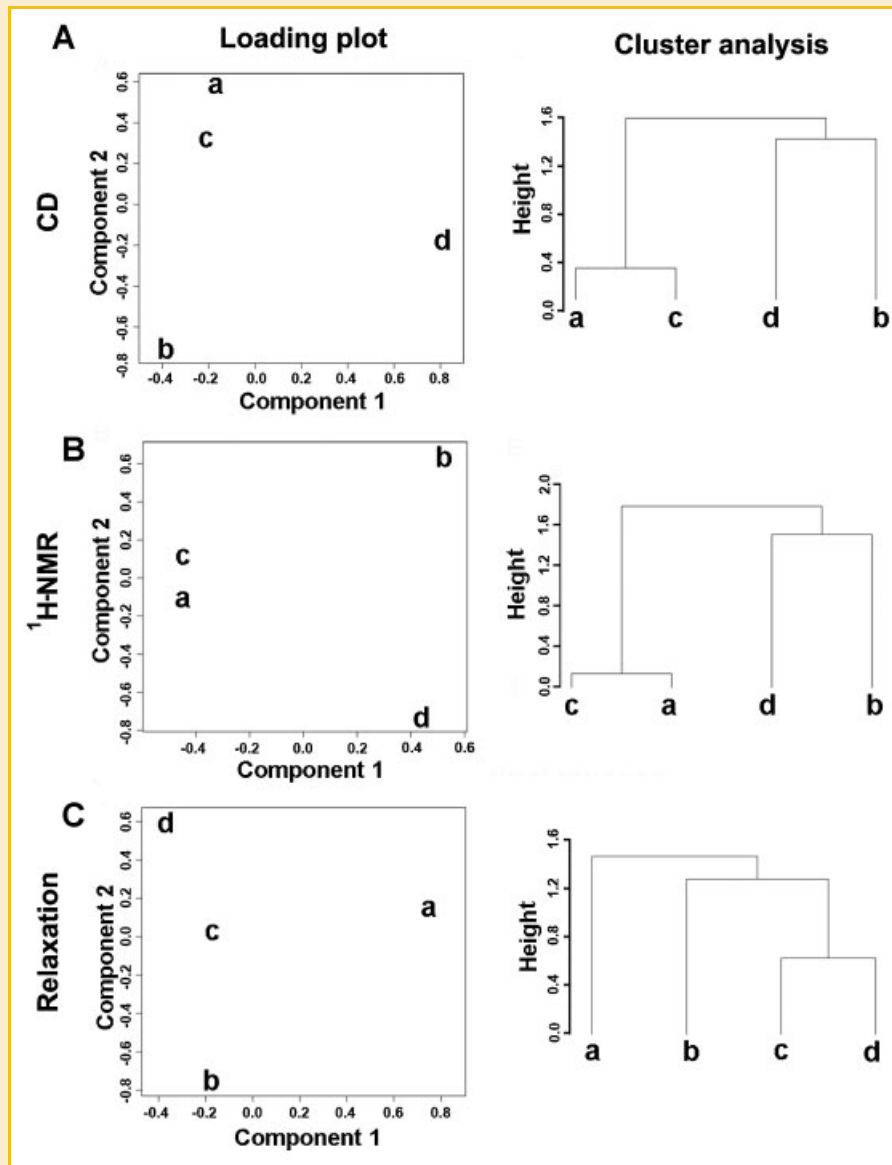 A
Loading plot
Cluster analysis
CD
Component 2
0.6
0.4
0.2
0.0
-0.2
-0.4
-0.6
-0.8
a
c
d
b
-0.4 -0.2 0.0 0.2 0.4 0.6 0.8
Component 1
Height
1.6
1.2
0.8
0.4
0.0
a c d b
B
¹H-NMR
Component 2
0.6
0.4
0.2
0.0
-0.2
-0.4
-0.6
-0.8
b
c
a
d
-0.4 -0.2 0.0 0.2 0.4 0.6
Component 1
Height
2.0
1.6
1.2
0.8
0.4
0.0
c a d b
C
Relaxation
Component 2
0.6
0.4
0.2
0.0
-0.2
-0.4
-0.6
-0.8
d
a
c
b
-0.4 -0.2 0.0 0.2 0.4 0.6 0.8
Component 1
Height
1.6
1.2
0.8
0.4
0.0
a b c d